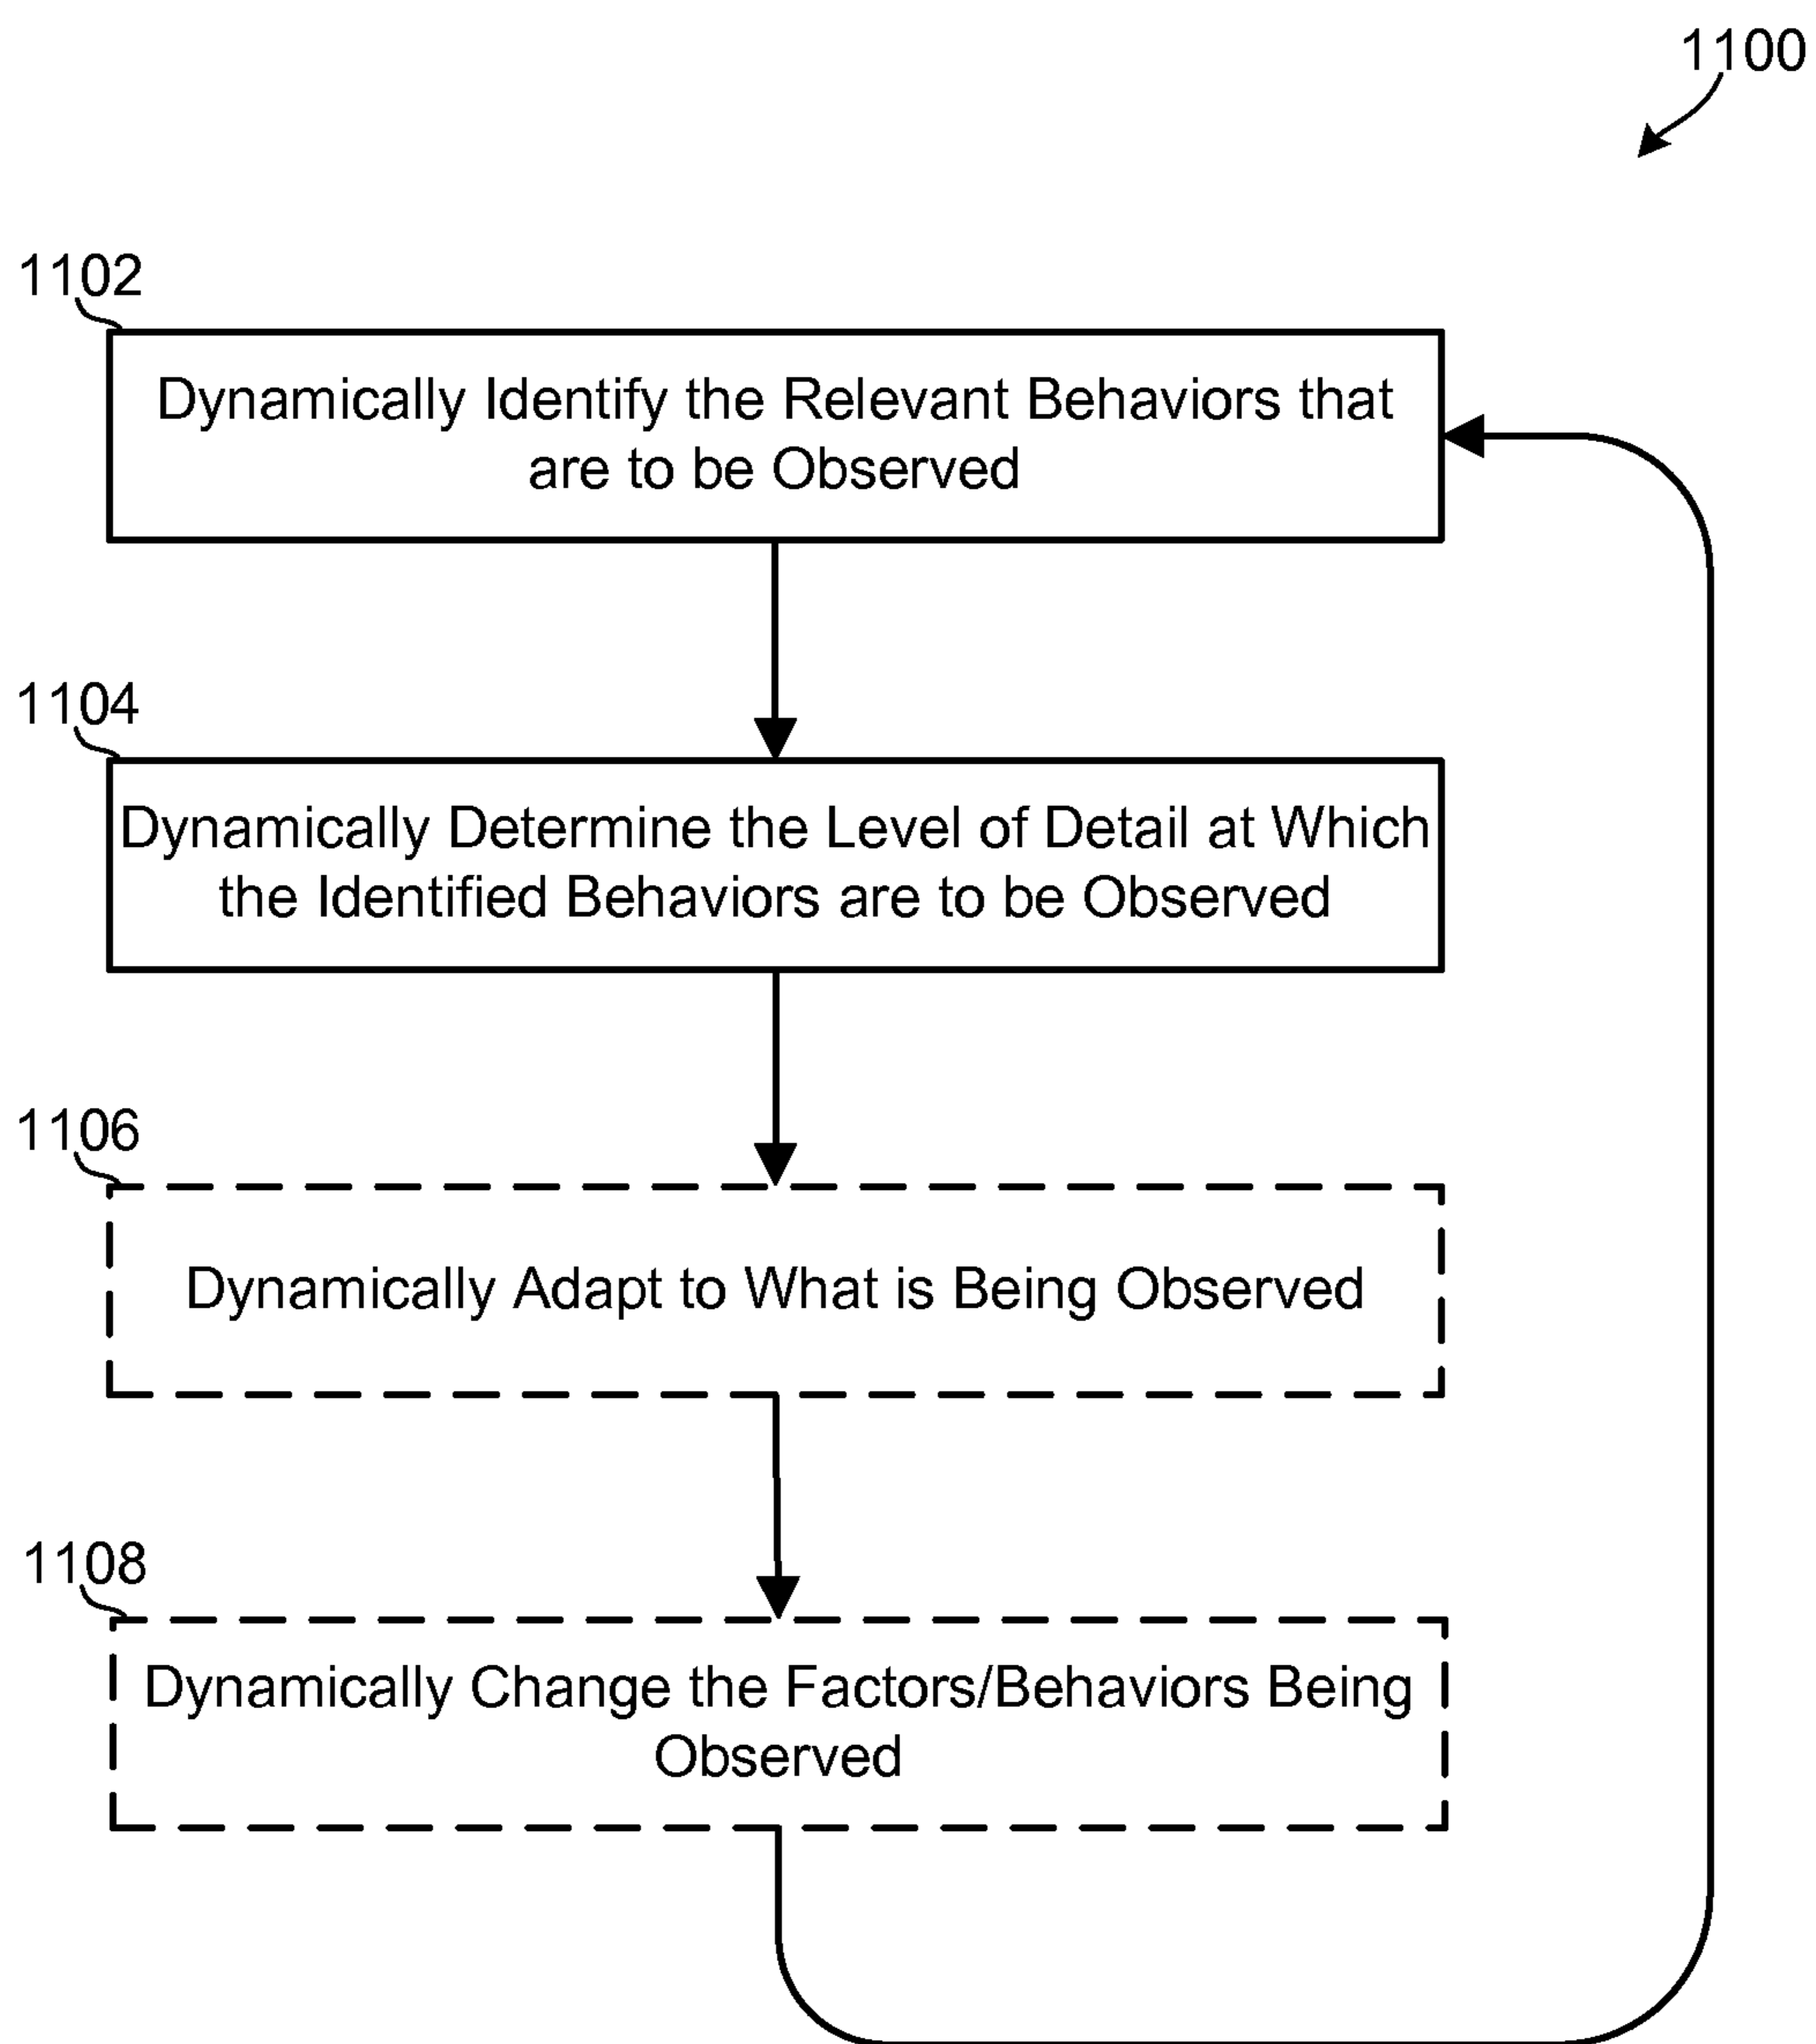 1100
1102
Dynamically Identify the Relevant Behaviors that
are to be Observed
1104
Dynamically Determine the Level of Detail at Which
the Identified Behaviors are to be Observed
1106
Dynamically Adapt to What is Being Observed
1108
Dynamically Change the Factors/Behaviors Being
Observed